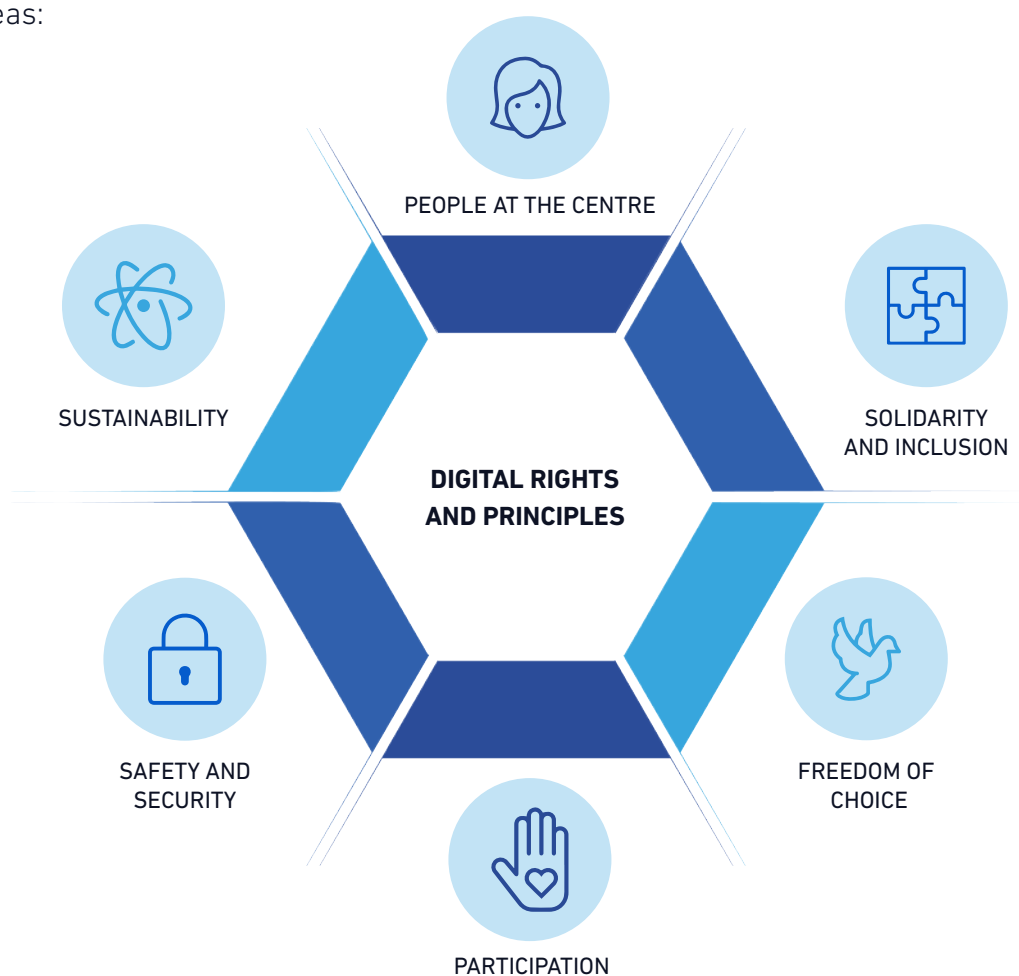 eas:
PEOPLE AT THE CENTRE
SUSTAINABILITY
SOLIDARITY
AND INCLUSION
DIGITAL RIGHTS
AND PRINCIPLES
SAFETY AND
SECURITY
FREEDOM OF
CHOICE
PARTICIPATION